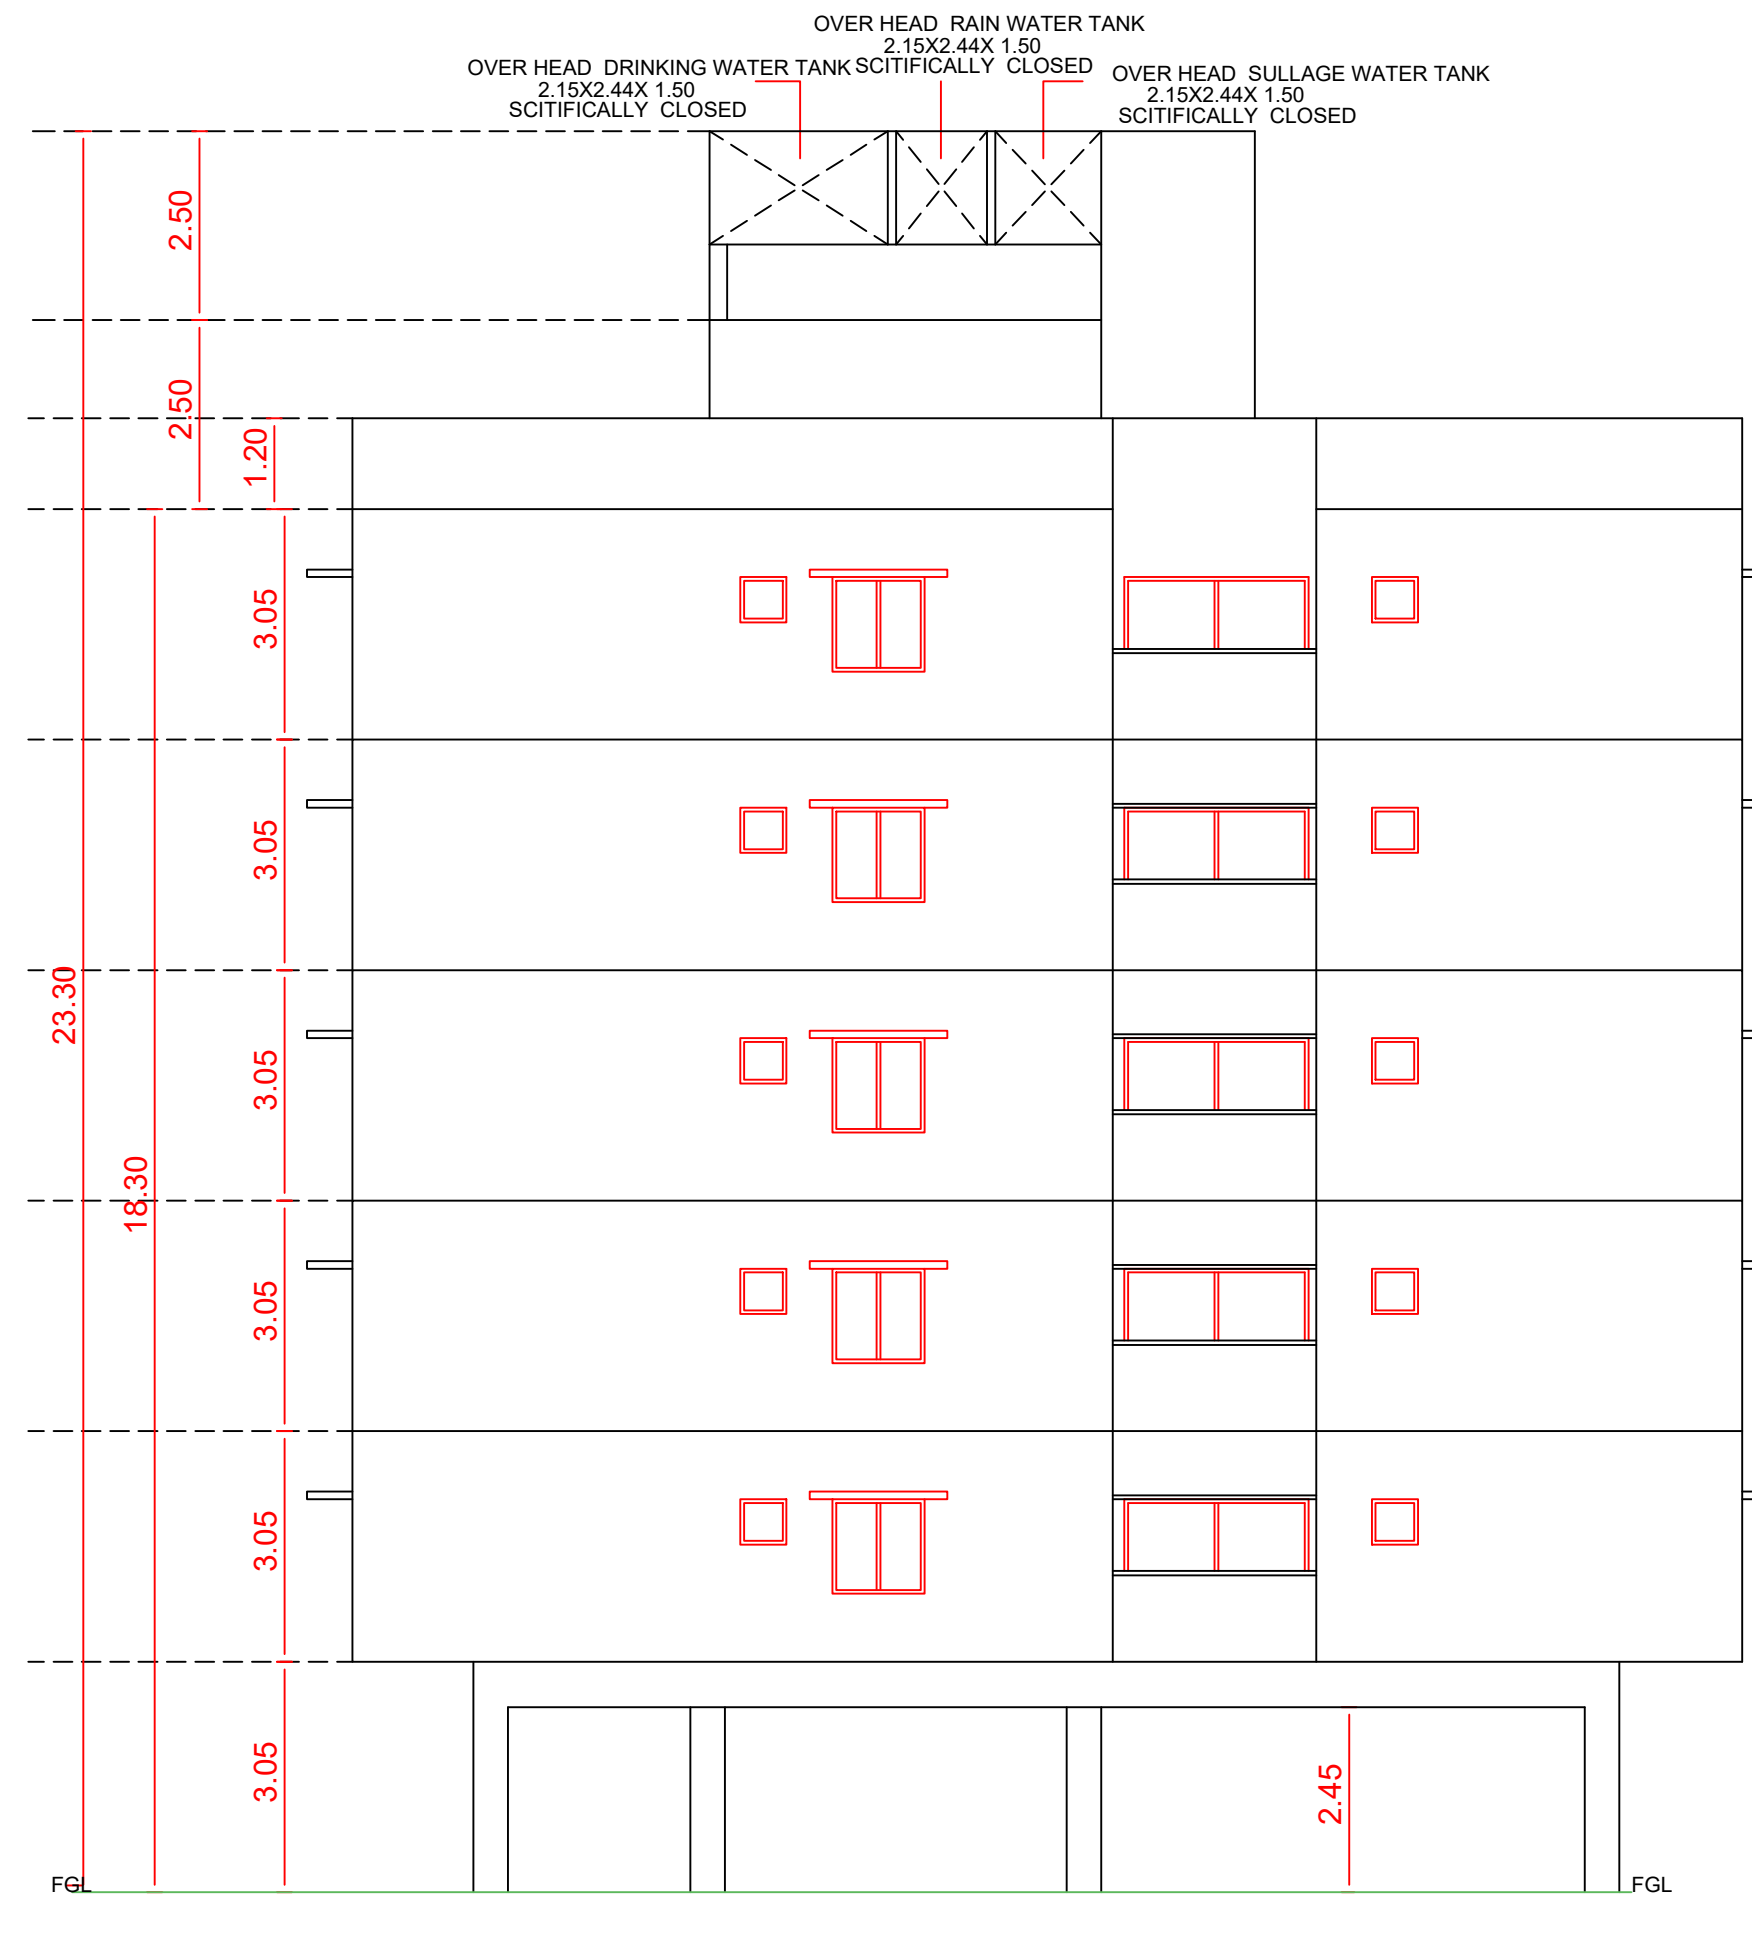 OVER HEAD RAIN WATER TANK
2.15X2.44X 1.50
SCITIFICALLY CLOSED
OVER HEAD DRINKING WATER TANK
2.15X2.44X 1.50
SCITIFICALLY CLOSED
OVER HEAD SULLAGE WATER TANK
2.15X2.44X 1.50
SCITIFICALLY CLOSED
2.50
2.50
1.20
3.05
3.05
23.30
3.05
18.30
3.05
3.05
3.05
2.45
FGL
FGL